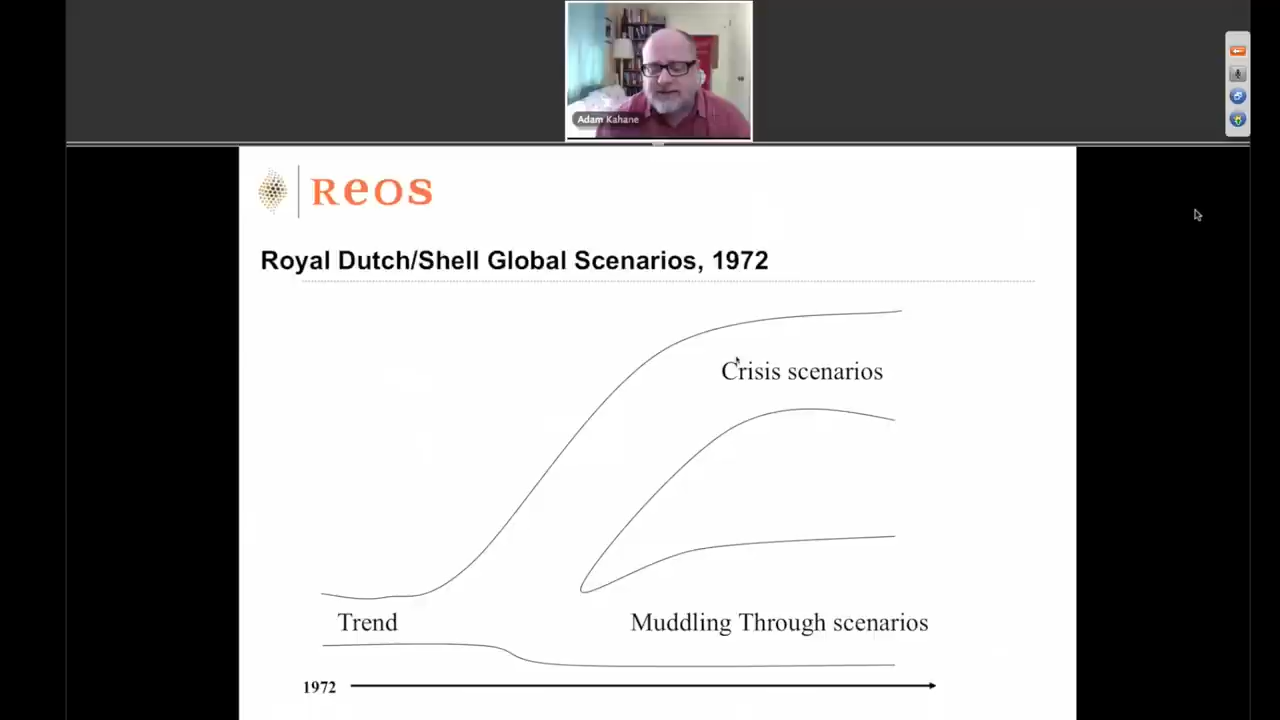 Adam Kahane
Reos
Royal Dutch/Shell Global Scenarios, 1972
Crisis scenarios
Trend
Muddling Through scenarios
1972